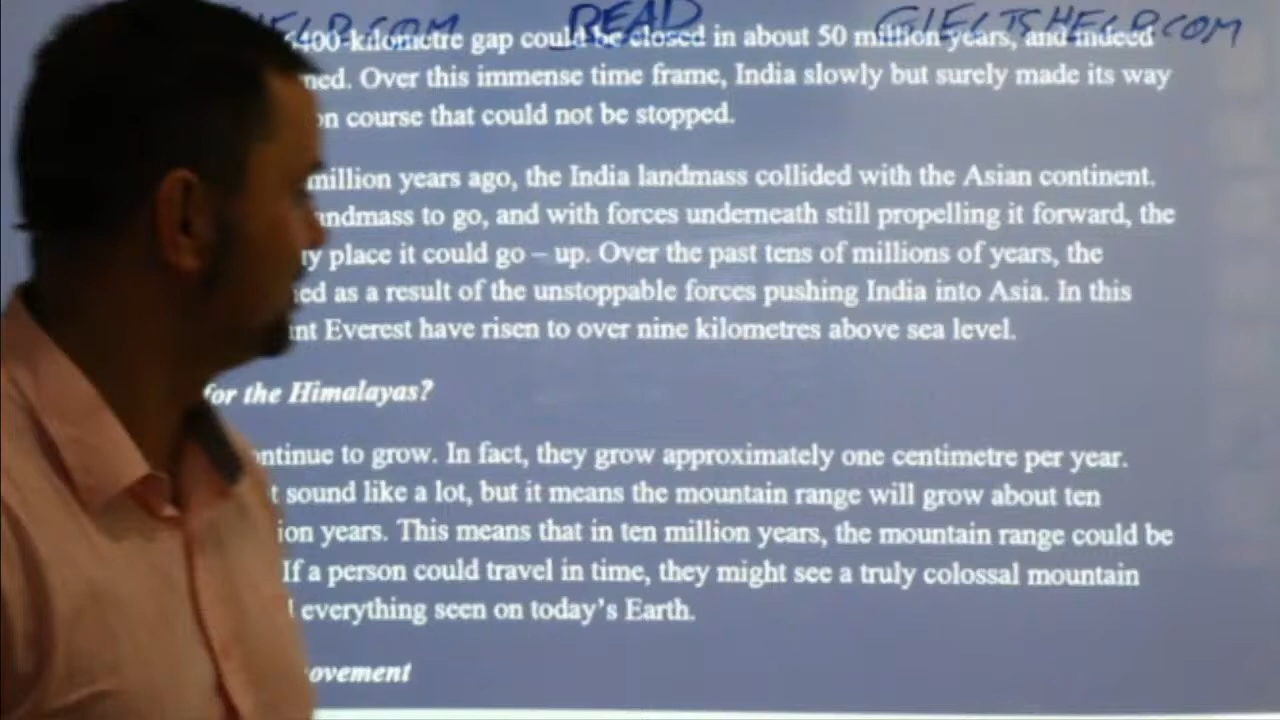 HELP.COM READ GIELTSHELP.COM
400-kilometre gap could be closed in about 50 million years, and indeed
ned. Over this immense time frame, India slowly but surely made its way
n course that could not be stopped.
million years ago, the India landmass collided with the Asian continent.
ndmass to go, and with forces underneath still propelling it forward, the
y place it could go – up. Over the past tens of millions of years, the
ed as a result of the unstoppable forces pushing India into Asia. In this
nt Everest have risen to over nine kilometres above sea level.
for the Himalayas?
ntinue to grow. In fact, they grow approximately one centimetre per year.
t sound like a lot, but it means the mountain range will grow about ten
ion years. This means that in ten million years, the mountain range could be
If a person could travel in time, they might see a truly colossal mountain
everything seen on today's Earth.
ovement